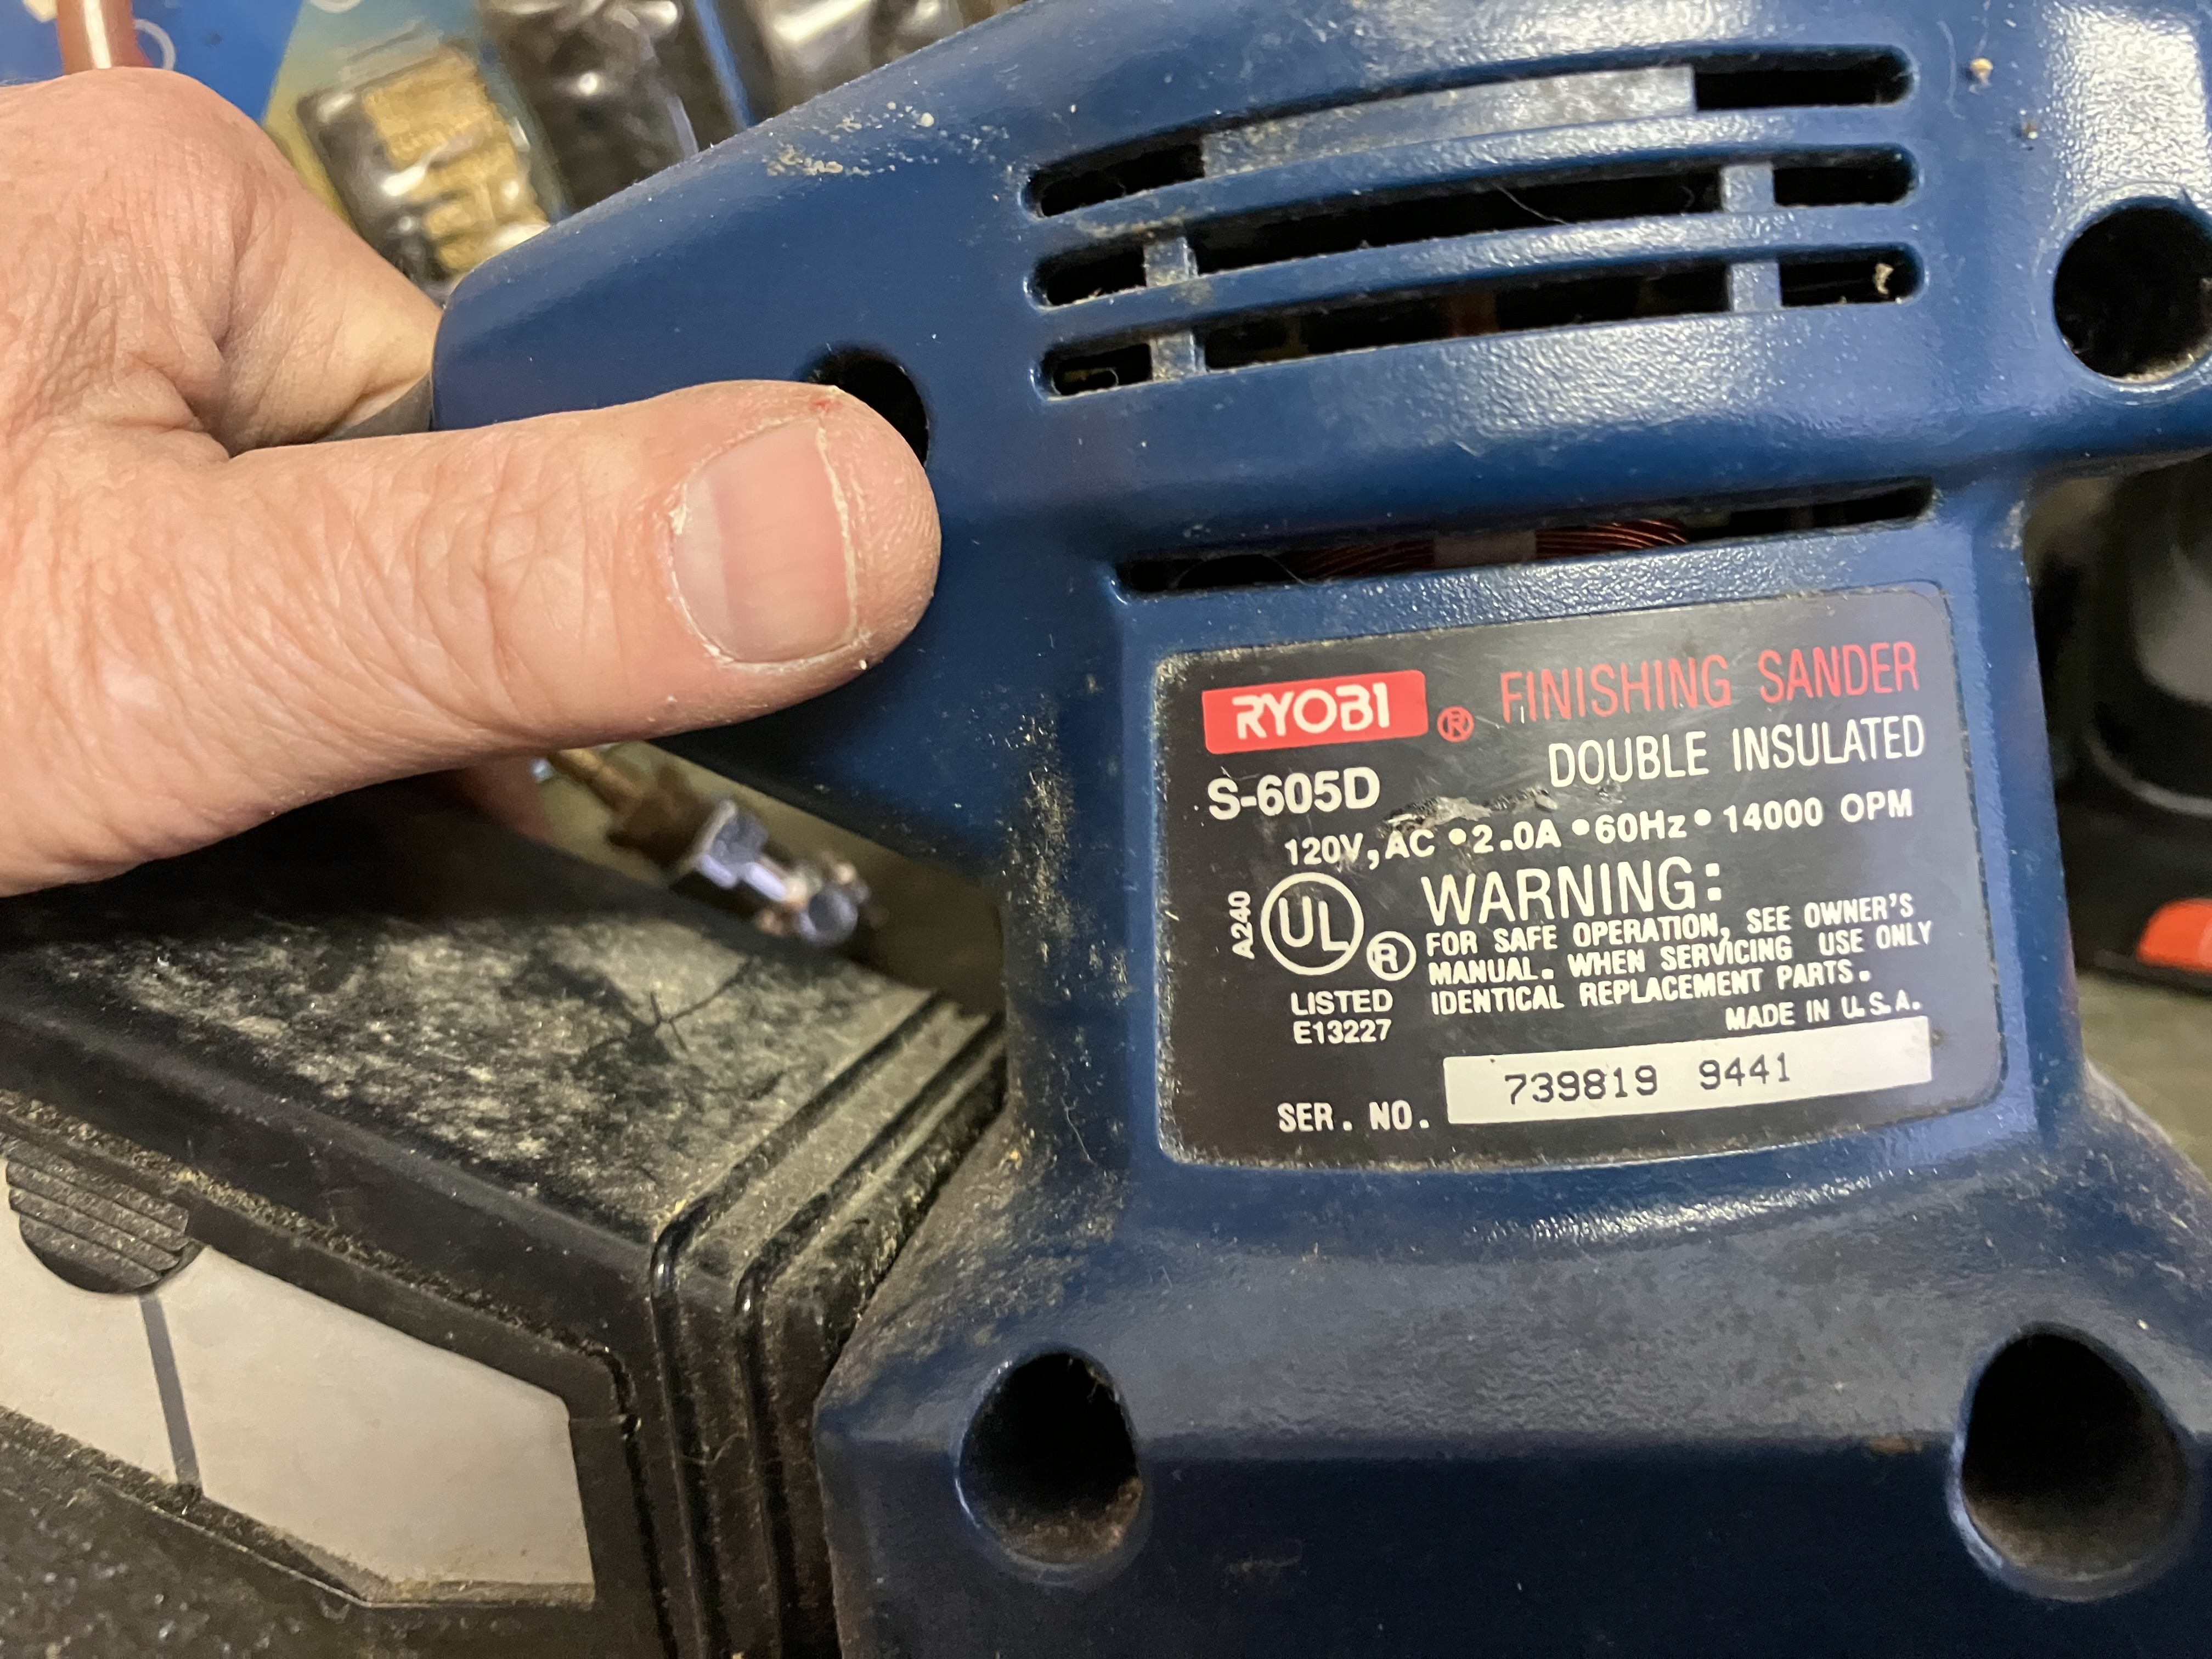 RYOBI ® FINISHING SANDER
DOUBLE INSULATED
S-605D
120V, AC • 2.0A • 60Hz • 14000 OPM
WARNING:
FOR SAFE OPERATION, SEE OWNER'S
MANUAL. WHEN SERVICING USE ONLY
IDENTICAL REPLACEMENT PARTS.
A240
UL ®
LISTED
E13227
MADE IN U.S.A.
SER. NO. 739819 9441